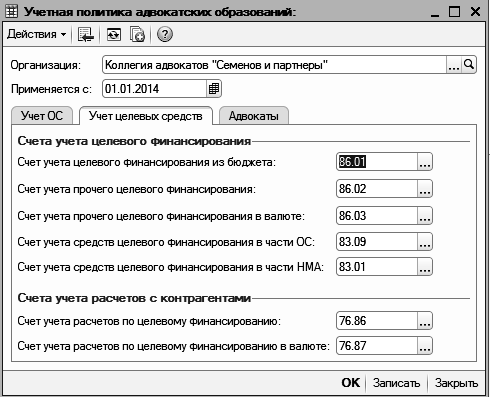 Учетная политика адвокатских образований:
Действия
Организация: Коллегия адвокатов "Семенов и партнеры" ...
Применяется с: 01.01.2014
Учет ОС Учет целевых средств Адвокаты
Счета учета целевого финансирования
Счет учета целевого финансирования из бюджета: 86.01 ...
Счет учета прочего целевого финансирования: 86.02 ...
Счет учета прочего целевого финансирования в валюте: 86.03 ...
Счет учета средств целевого финансирования в части ОС: 83.09 ...
Счет учета средств целевого финансирования в части НМА: 83.01 ...
Счета учета расчетов с контрагентами
Счет учета расчетов по целевому финансированию: 76.86 ...
Счет учета расчетов по целевому финансированию в валюте: 76.87 ...
OK Записать Закрыть